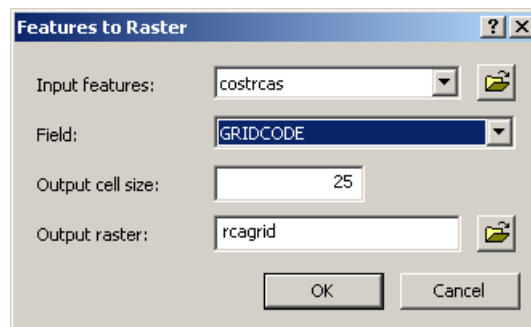 Features to Raster
Input features: costrcas
Field: GRIDCODE
Output cell size: 25
Output raster: rcagrid
OK Cancel